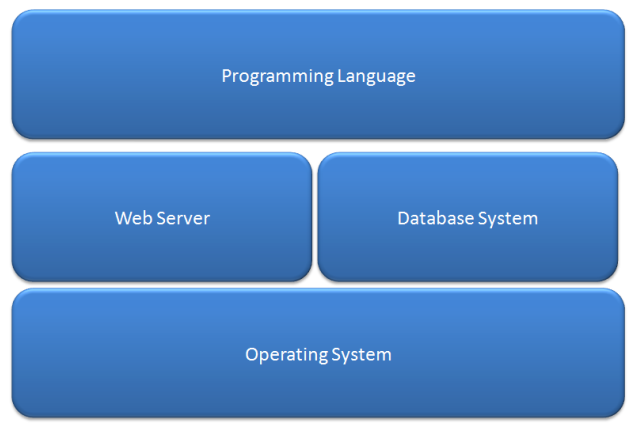 Programming Language
Web Server
Database System
Operating System